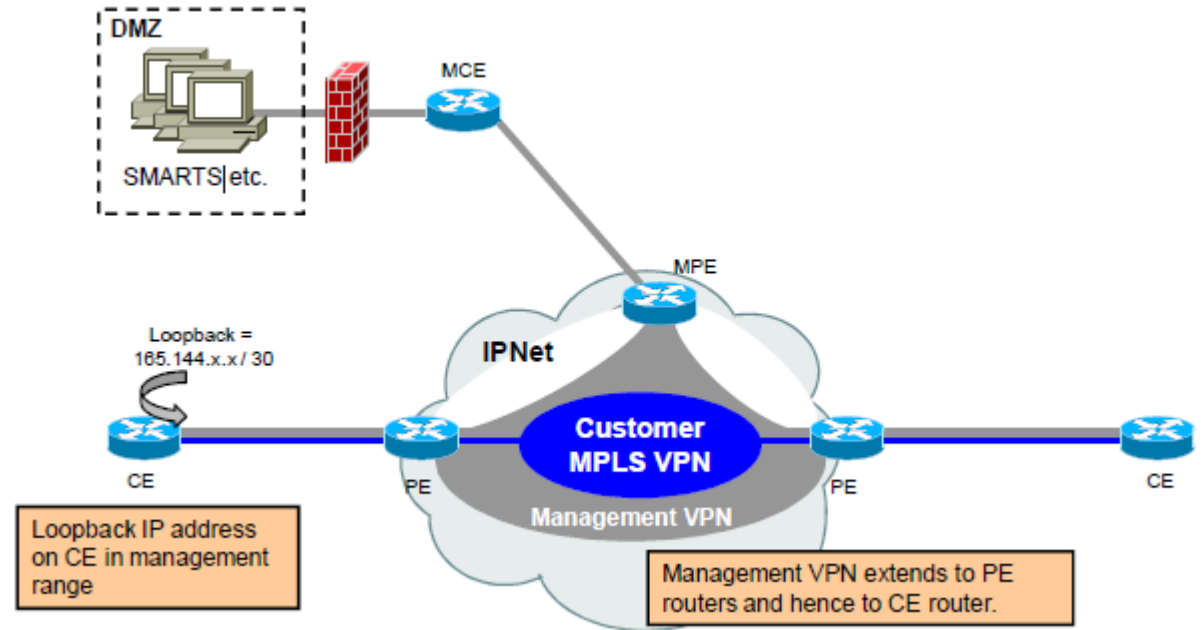 DMZ
SMARTS etc.
MCE
MPE
Loopback =
165.144.x.x / 30
IPNet
Customer
MPLS VPN
CE
PE
PE
CE
Management VPN
Loopback IP address
on CE in management
range
Management VPN extends to PE
routers and hence to CE router.